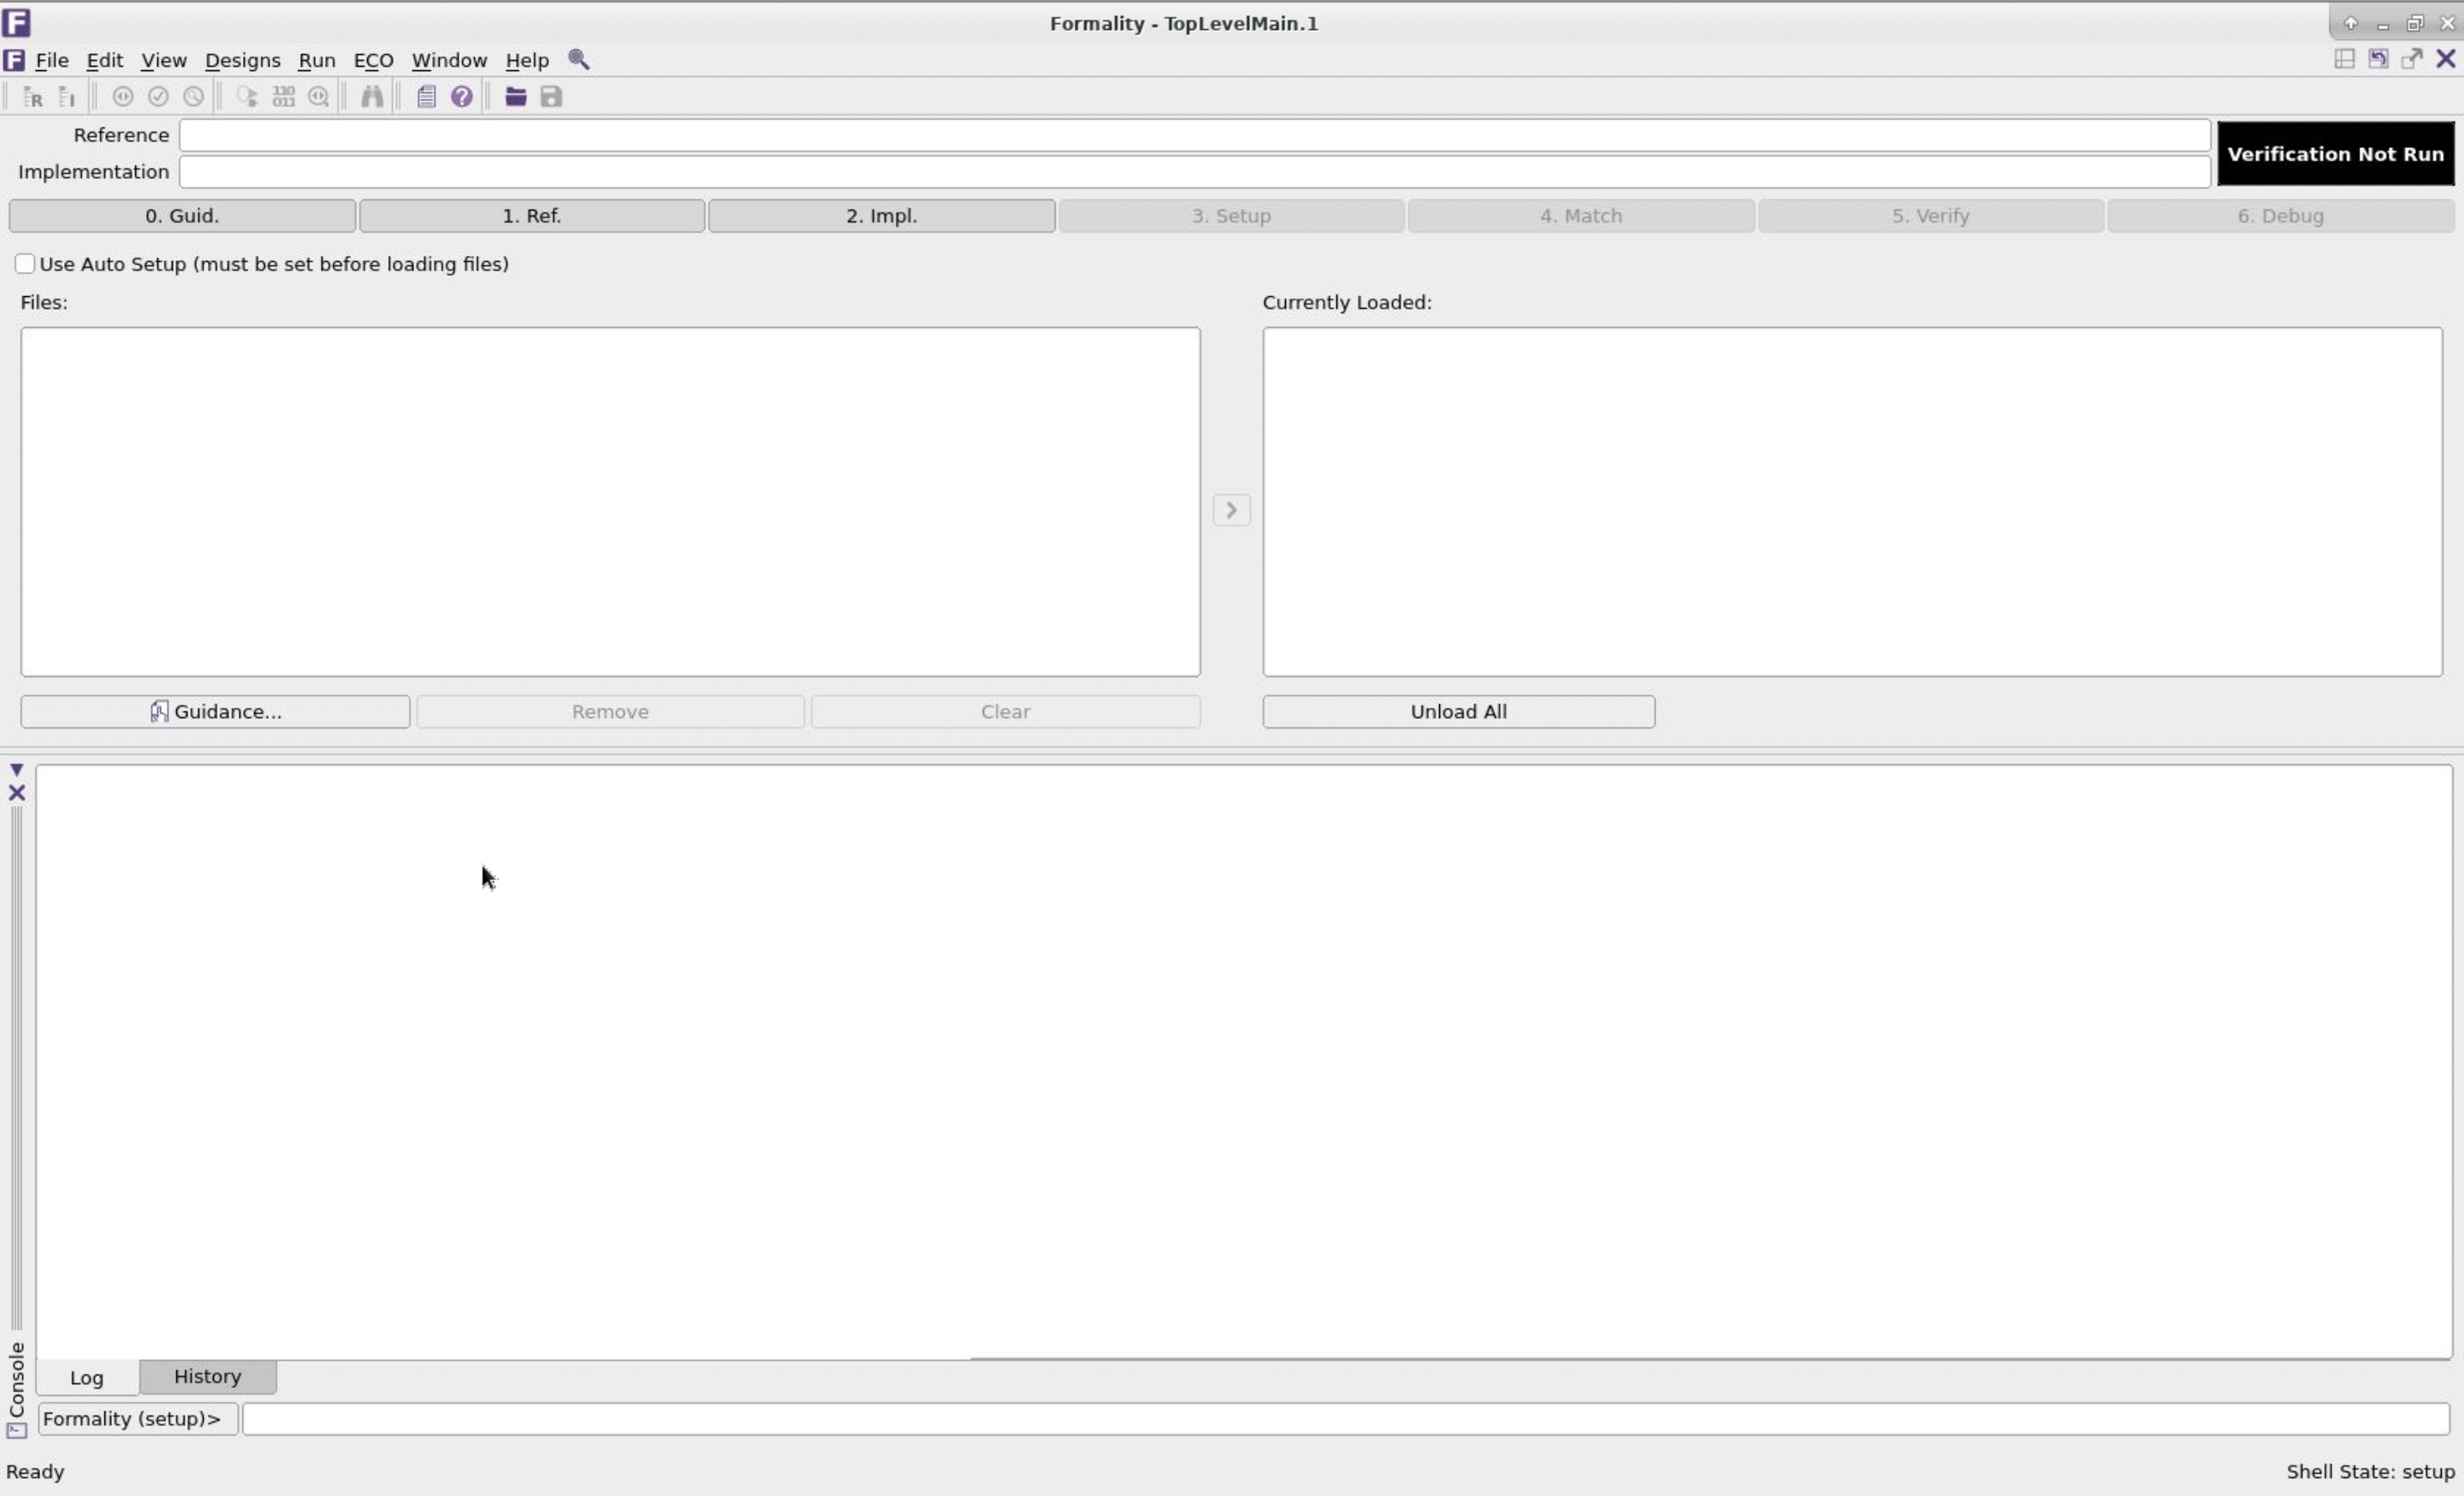 Formality - TopLevelMain.1
File Edit View Designs Run ECO Window Help
Reference
Implementation
Verification Not Run
0. Guid. 1. Ref. 2. Impl. 3. Setup 4. Match 5. Verify 6. Debug
Use Auto Setup (must be set before loading files)
Files: Currently Loaded:
Guidance... Remove Clear Unload All
Console
Log History
Formality (setup)>
Ready Shell State: setup